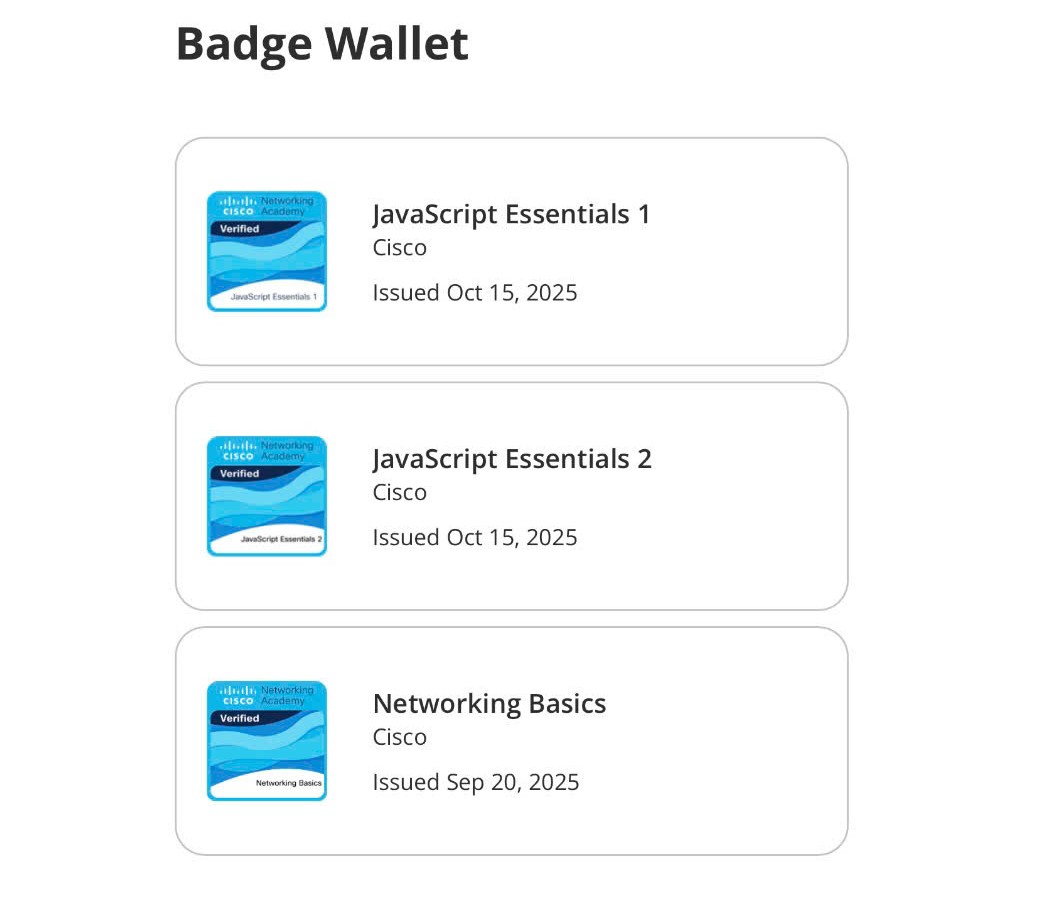 Badge Wallet
Networking
CISCO Academy
Verified
JavaScript Essentials 1
JavaScript Essentials 1
Cisco
Issued Oct 15, 2025
Networking
CISCO Academy
Verified
JavaScript Essentials 2
JavaScript Essentials 2
Cisco
Issued Oct 15, 2025
Networking
CISCO Academy
Verified
Networking Basics
Networking Basics
Cisco
Issued Sep 20, 2025